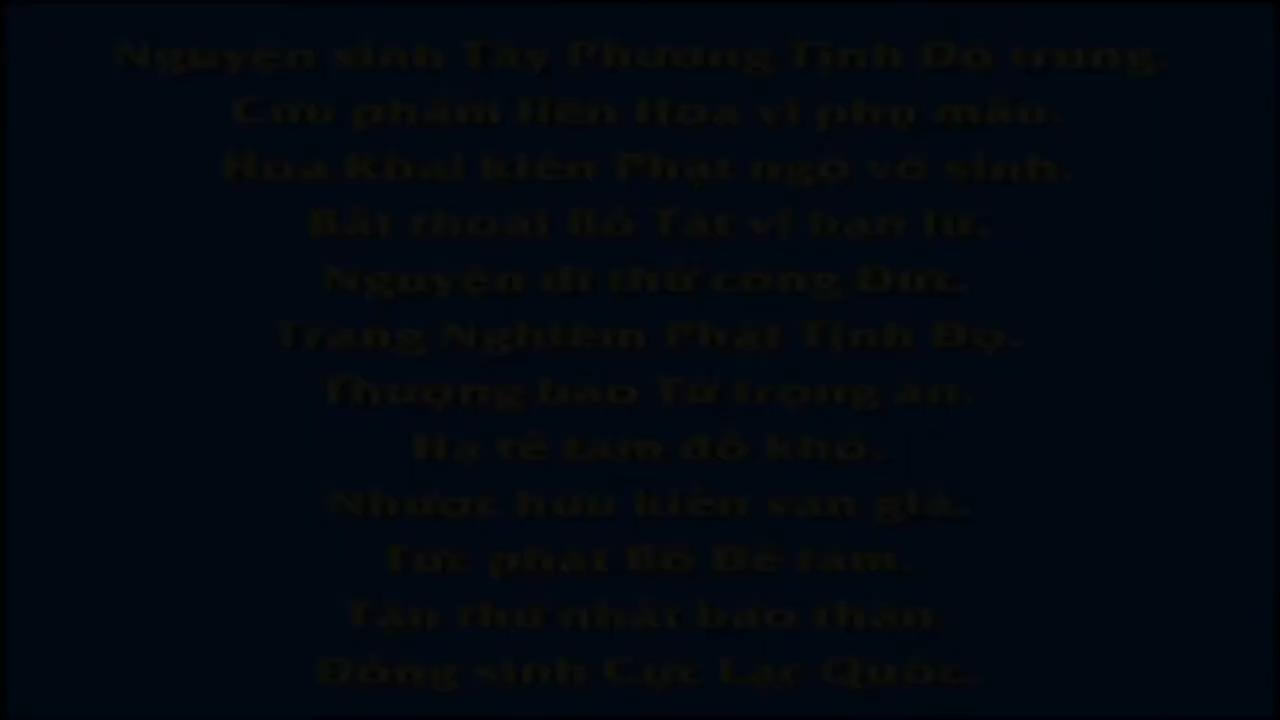 Nguyện sinh Tây Phương Tịnh Độ trung.
Cửu phẩm liên Hoa vi phụ mẫu.
Hoa Khai kiến Phật ngộ vô sinh.
Bất thoái Bồ Tát vi bạn lữ.
Nguyện dĩ thử công Đức.
Trang Nghiêm Phật Tịnh Độ.
Thượng báo Tứ trọng ân.
Hạ tế tam đồ khổ.
Nhược hữu kiến văn giả.
Tức phát Bồ Đề tâm.
Tận thử nhất báo thân.
Đồng sinh Cực Lạc Quốc.